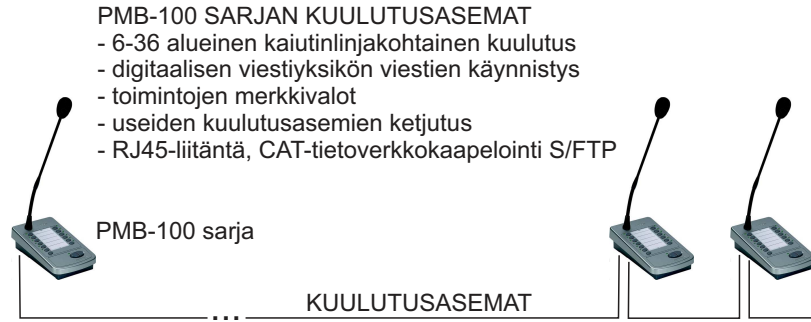 PMB-100 SARJAN KUULUTUSASEMAT
- 6-36 alueinen kaiutinlinjakohtainen kuulutus
- digitaalisen viestiyksikön viestien käynnistys
- toimintojen merkkivalot
- useiden kuulutusasemien ketjutus
- RJ45-liitäntä, CAT-tietoverkkokaapelointi S/FTP
PMB-100 sarja
... KUULUTUSASEMAT